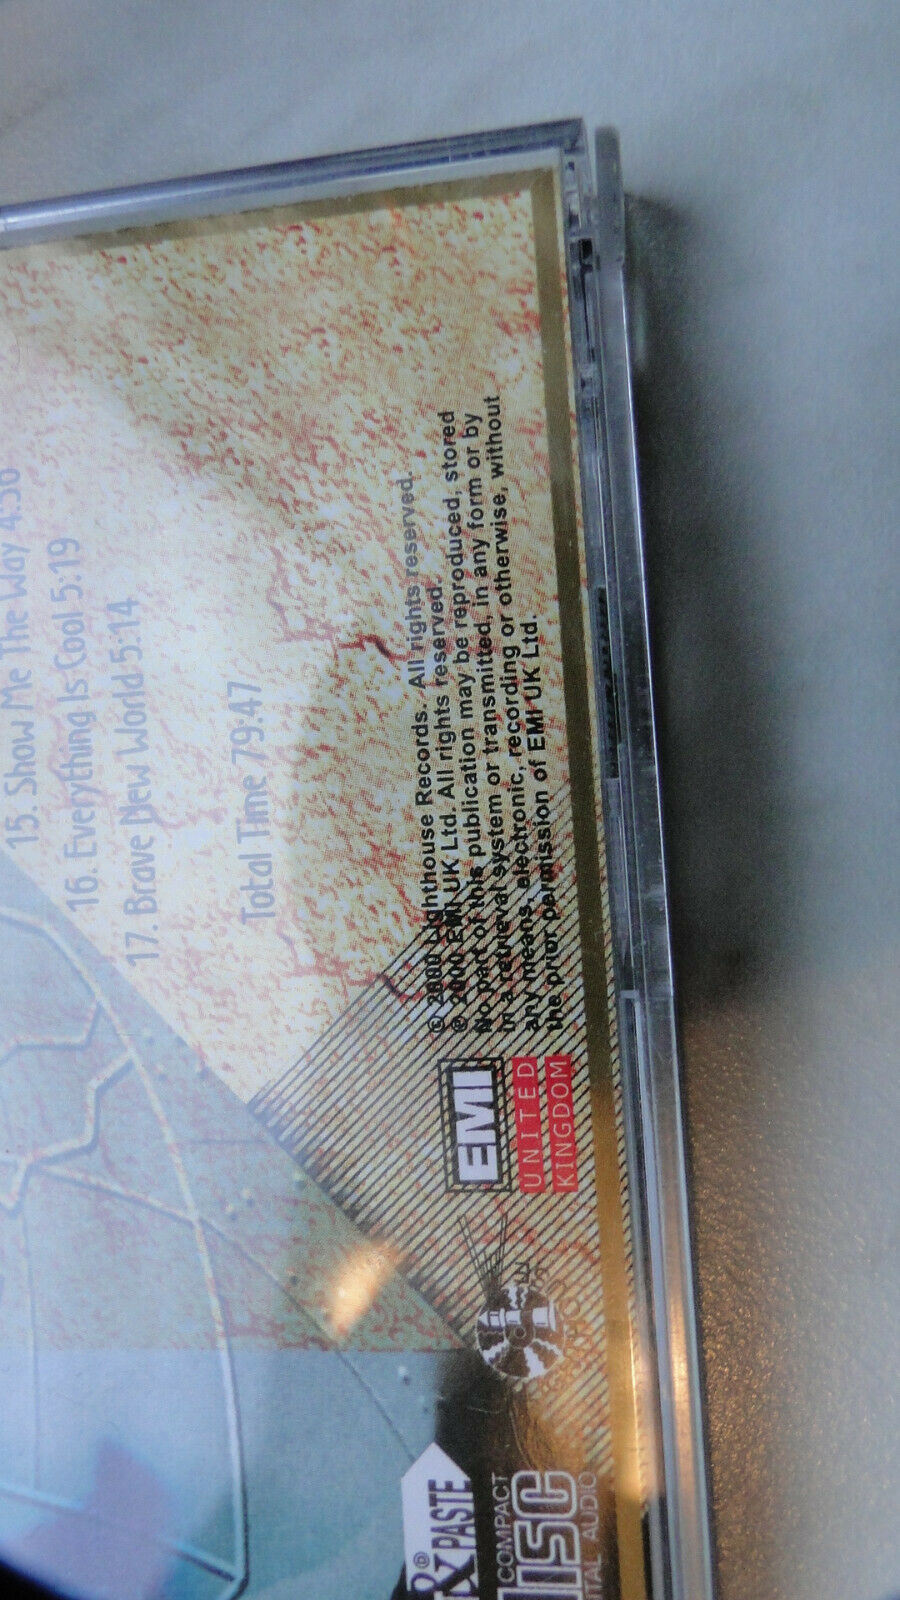 15. Show Me The Way 4:50
16. Everything Is Cool 5:19
17. Brave New World 5:14
Total Time 79:47
© 2000 Lighthouse Records. All rights reserved.
℗ 2000 EMI UK Ltd. All rights reserved.
No part of this publication may be reproduced, stored
in a retrieval system or transmitted, in any form or by
any means, electronic, recording or otherwise, without
the prior permission of EMI UK Ltd.
EMI
UNITED
KINGDOM
PASTE
COMPACT
DISC